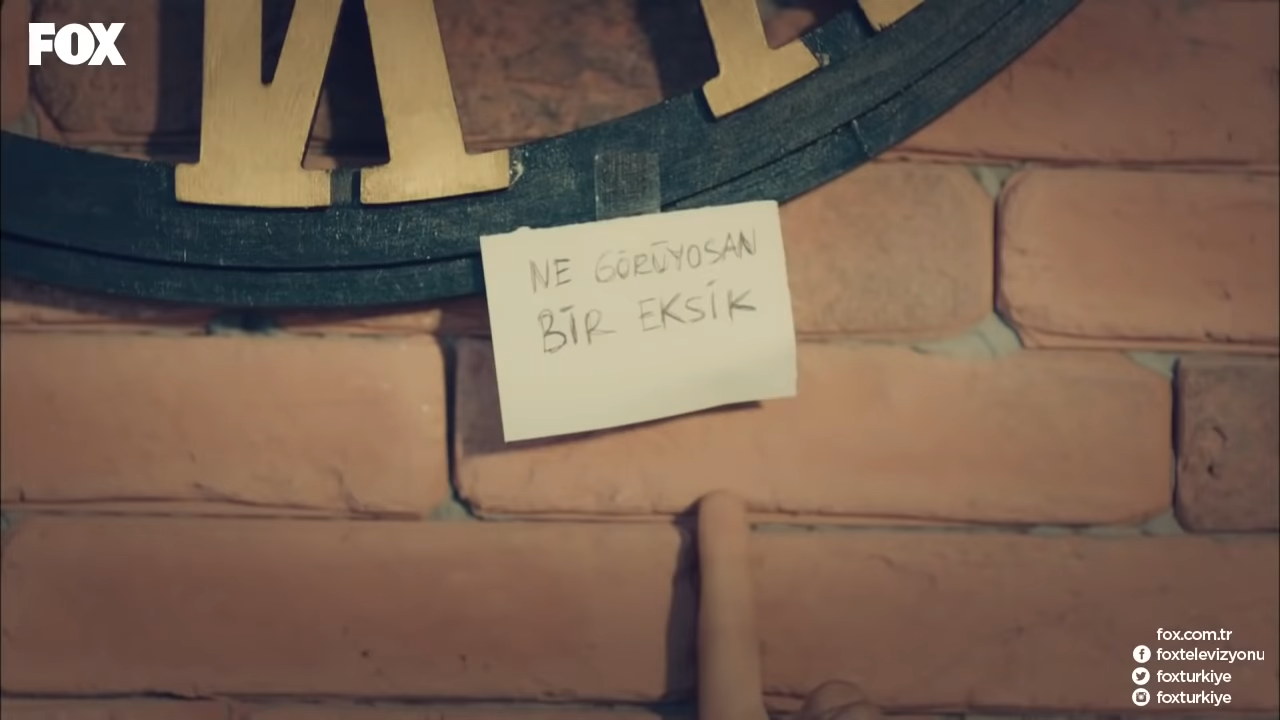 FOX
NE GÖRÜYOSAN
BİR EKSİK
fox.com.tr
foxtelevizyonu
foxturkiye
foxturkiye